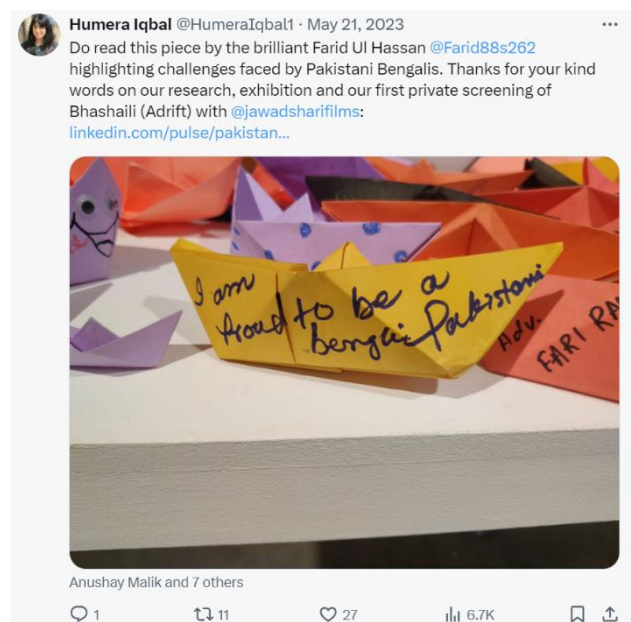 Humera Iqbal @HumeraIqbal1 · May 21, 2023
Do read this piece by the brilliant Farid Ul Hassan @Farid88s262
highlighting challenges faced by Pakistani Bengalis. Thanks for your kind
words on our research, exhibition and our first private screening of
Bhashaili (Adrift) with @jawadsharifilms:
linkedin.com/pulse/pakistan...
I am
Proud to be a
bengali Pakistani
Adv.
FARI RA
Anushay Malik and 7 others
1 11 27 6.7K